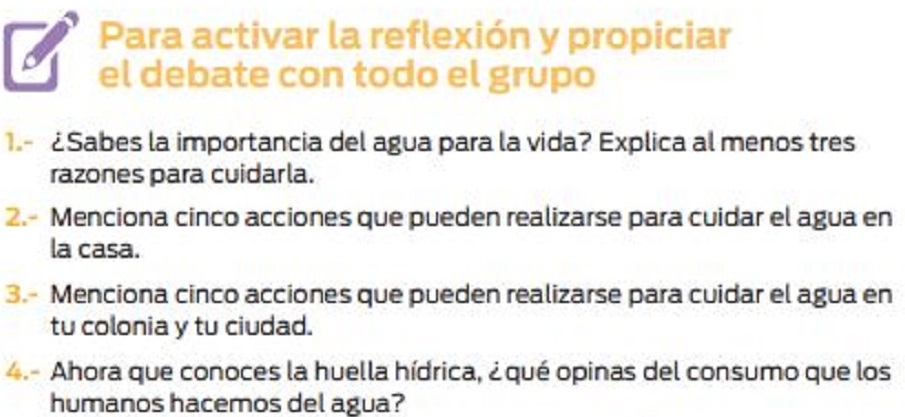 Para activar la reflexión y propiciar
el debate con todo el grupo
1.- ¿Sabes la importancia del agua para la vida? Explica al menos tres
razones para cuidarla.
2.- Menciona cinco acciones que pueden realizarse para cuidar el agua en
la casa.
3.- Menciona cinco acciones que pueden realizarse para cuidar el agua en
tu colonia y tu ciudad.
4.- Ahora que conoces la huella hídrica, ¿qué opinas del consumo que los
humanos hacemos del agua?